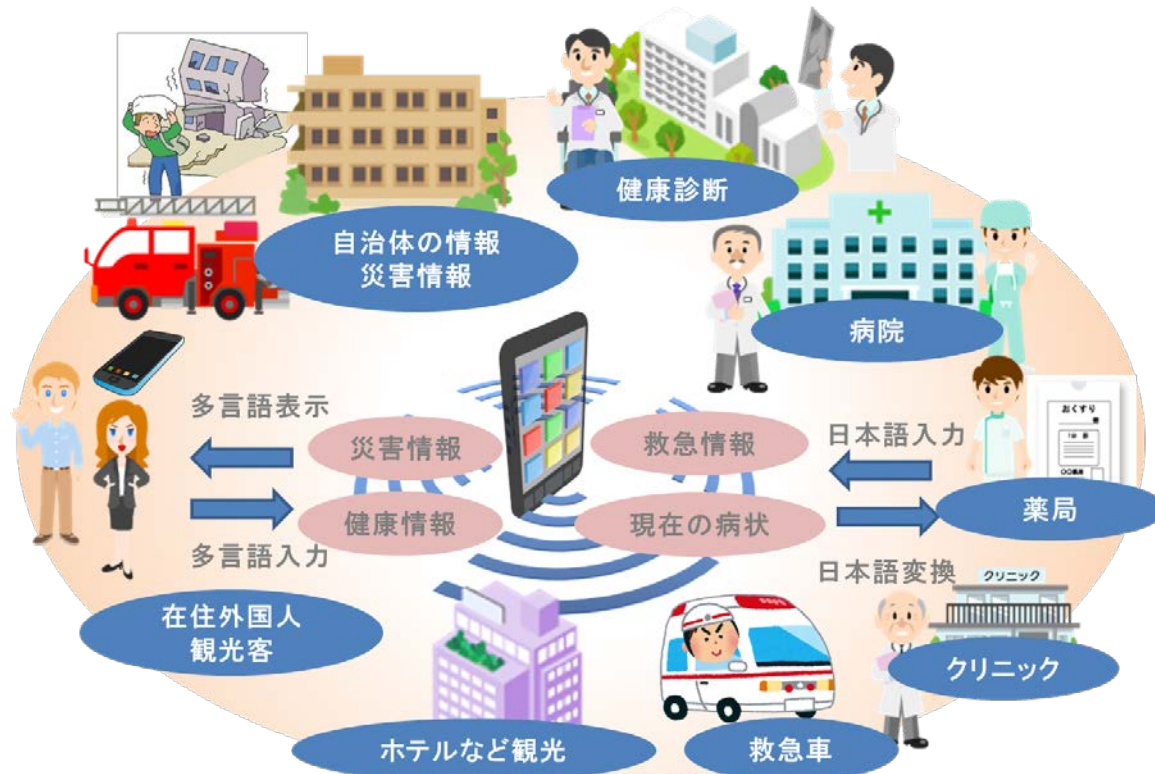 健康診断
自治体の情報
災害情報
病院
多言語表示
災害情報
救急情報
日本語入力
おくすり
健康情報
現在の病状
薬局
多言語入力
日本語変換
クリニック
在住外国人
観光客
クリニック
ホテルなど観光
救急車